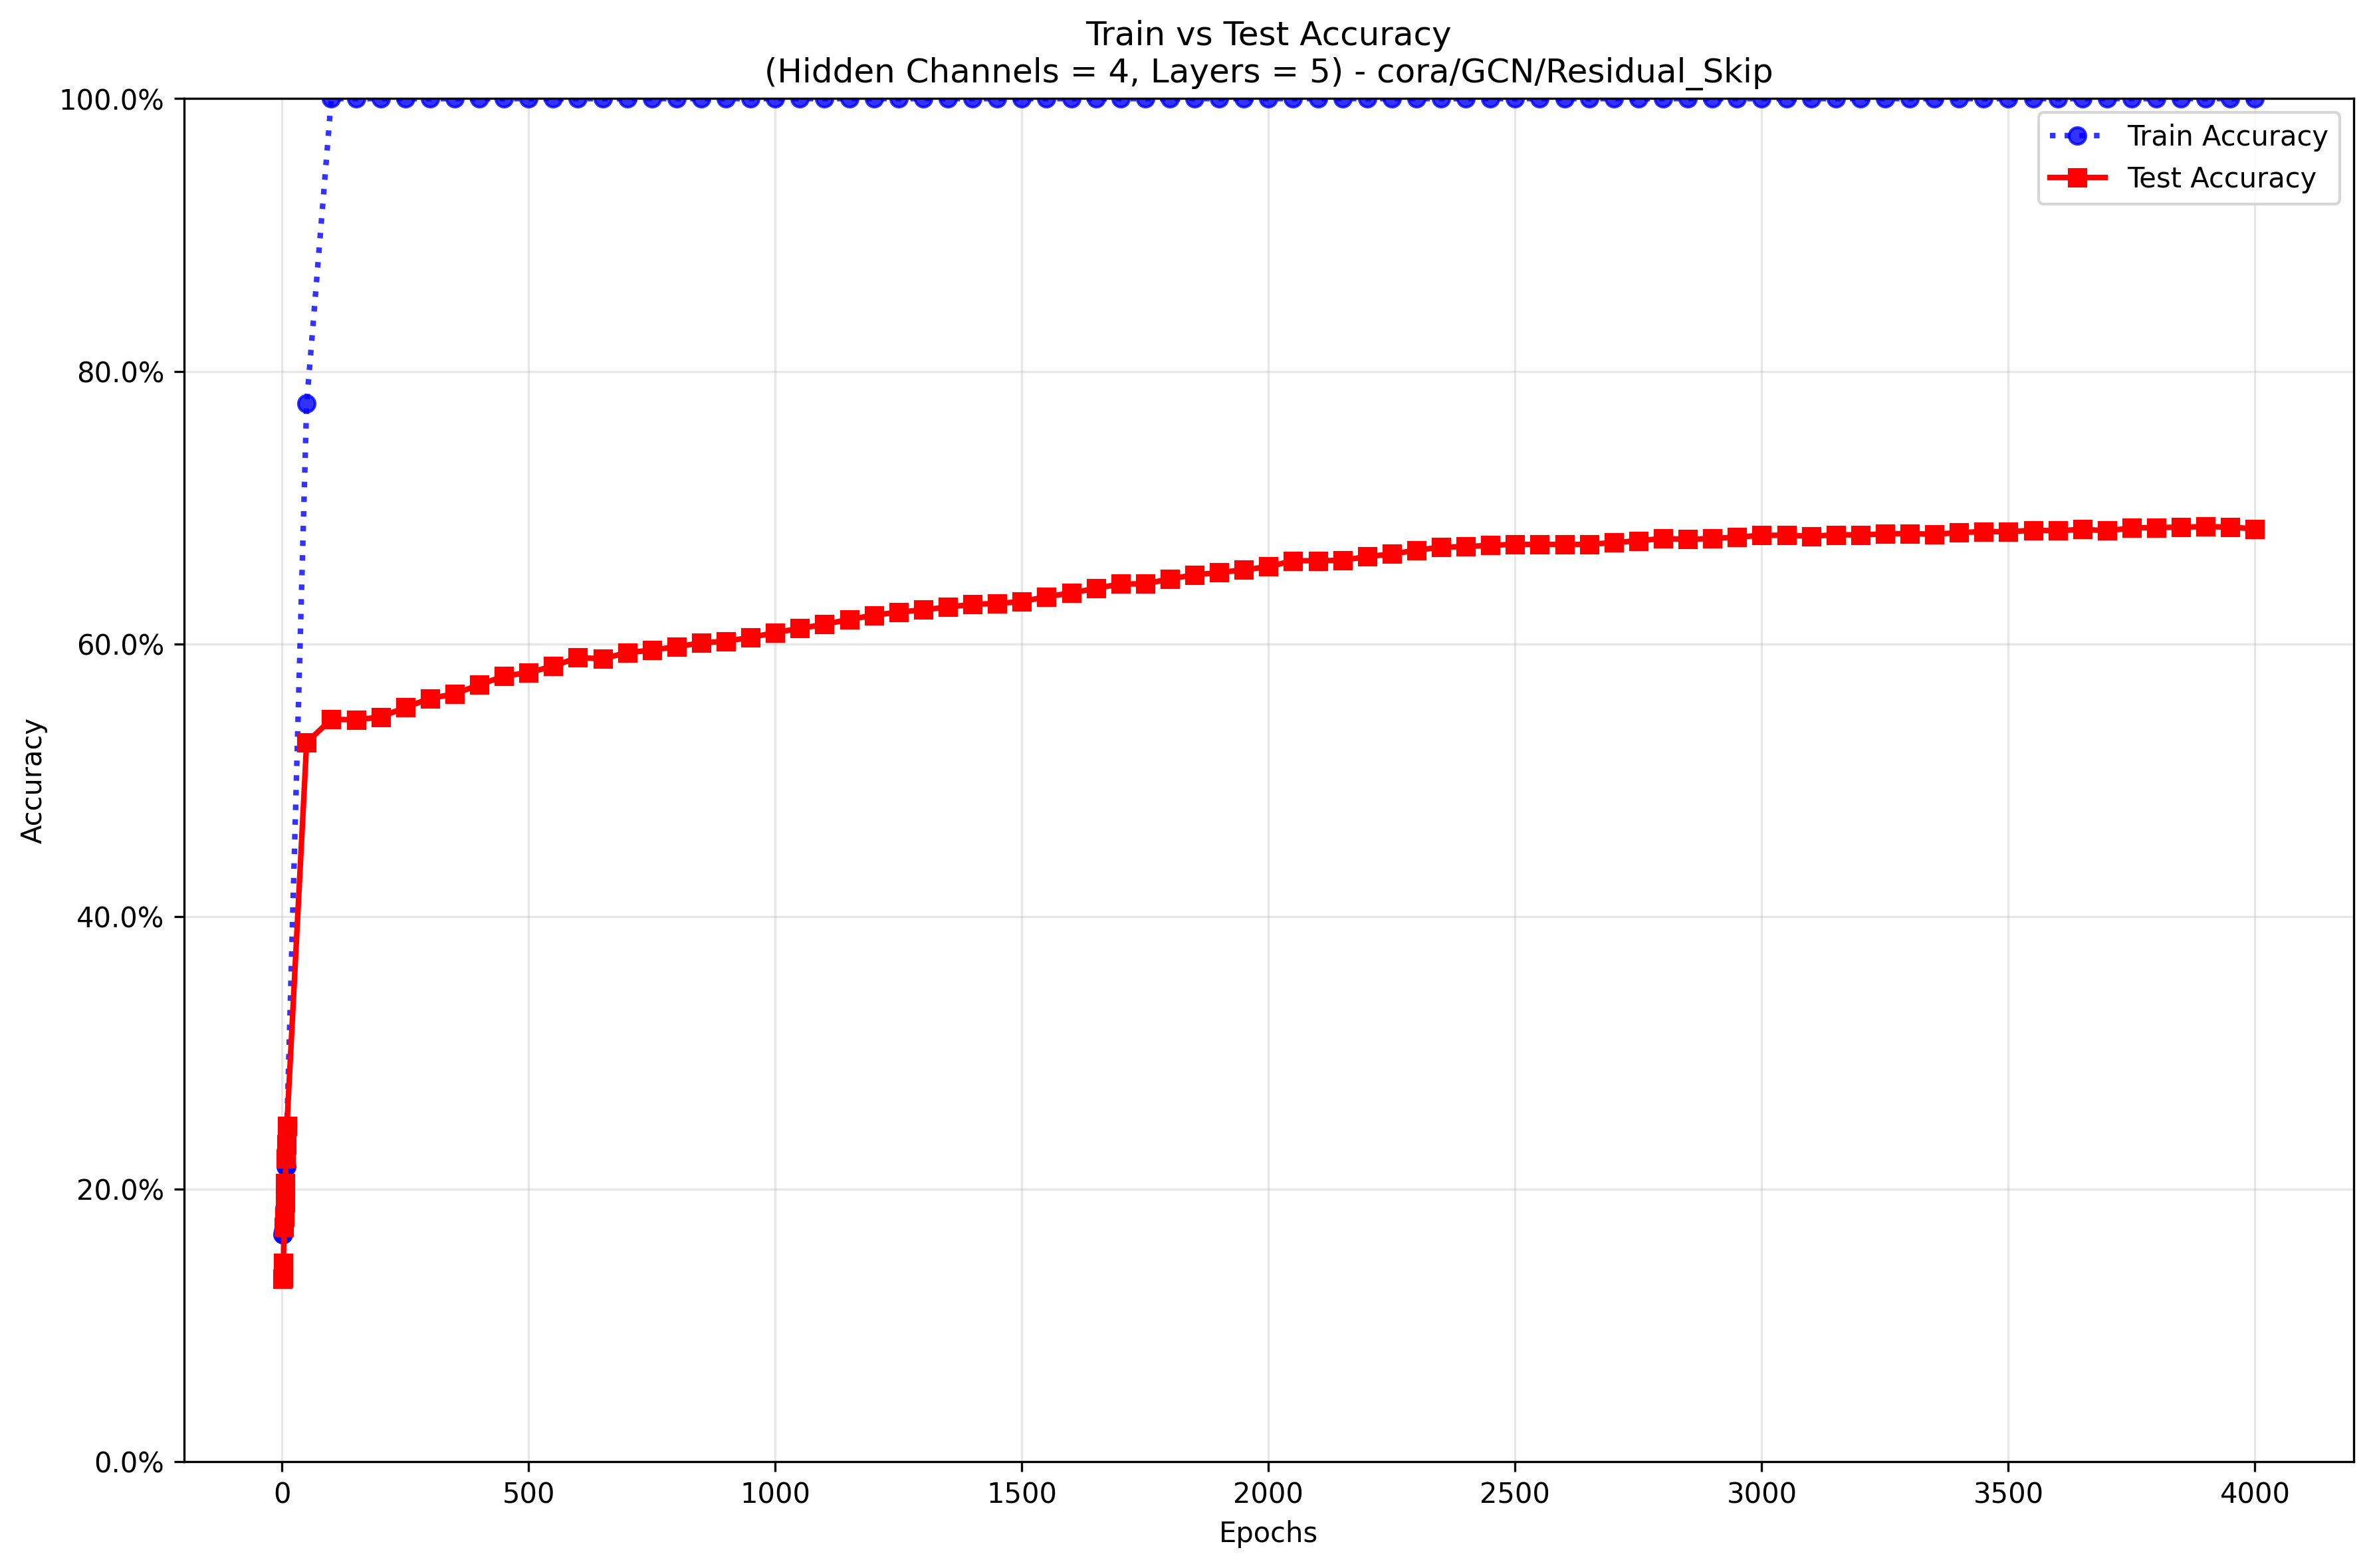 Train vs Test Accuracy
(Hidden Channels = 4, Layers = 5) - cora/GCN/Residual_Skip
100.0%
80.0%
60.0%
40.0%
20.0%
0.0%
Accuracy
Train Accuracy
Test Accuracy
0 500 1000 1500 2000 2500 3000 3500 4000
Epochs